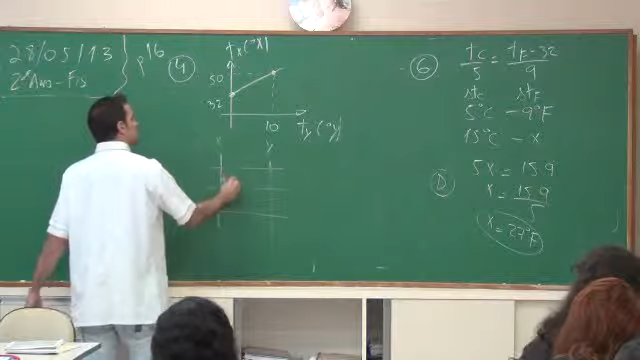 28/05/13
2º Ano - Fis
P16
4
tx(°X)
50
32
10
ty(°y)
X
y
6
tC/5 = tF-32/9
ΔtC ΔtF
5°C - 9°F
15°C - x
5x = 15.9
D
x = 15.9/5
x = 27°F